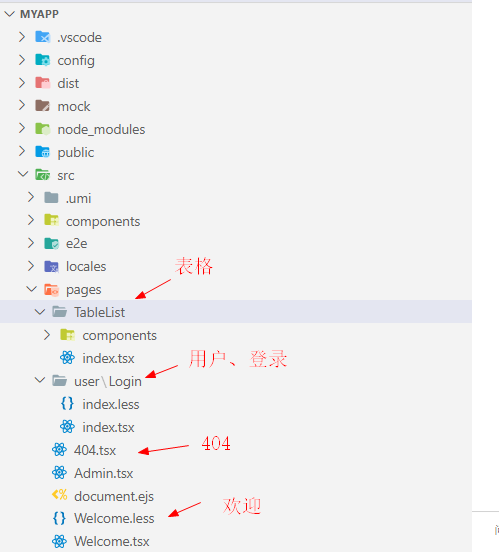 MYAPP
.vscode
config
dist
mock
node_modules
public
src
.umi
components
e2e
locales
表格
pages
TableList
components
用户、登录
index.tsx
user\Login
index.less
index.tsx
404
404.tsx
Admin.tsx
document.ejs
欢迎
Welcome.less
Welcome.tsx